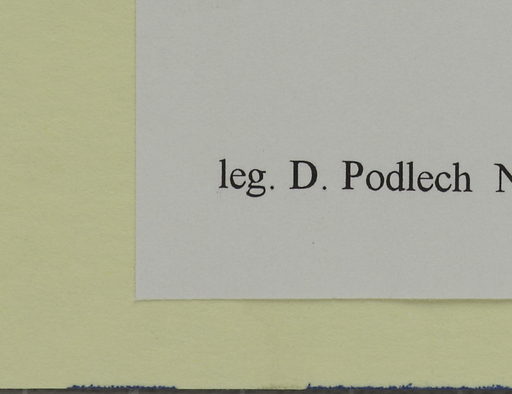 leg. D. Podlech N